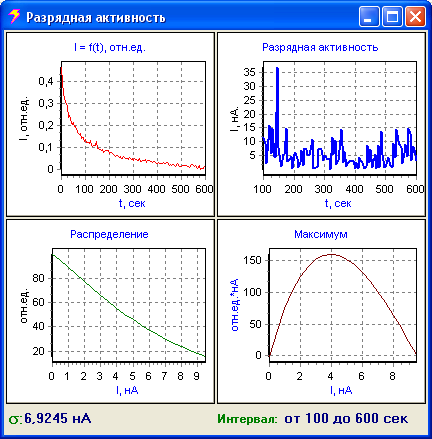 Разрядная активность
I = f(t), отн.ед.
I, отн.ед.
0,4
0,3
0,2
0,1
0
0 100 200 300 400 500 600
t, сек
Разрядная активность
I, нА
35
30
25
20
15
10
5
100 200 300 400 500 600
t, сек
Распределение
отн.ед.
80
60
40
20
0 1 2 3 4 5 6 7 8 9
I, нА
Максимум
отн.ед.*нА
150
100
50
0
0 2 4 6 8
I, нА
σ:6,9245 нА
Интервал: от 100 до 600 сек